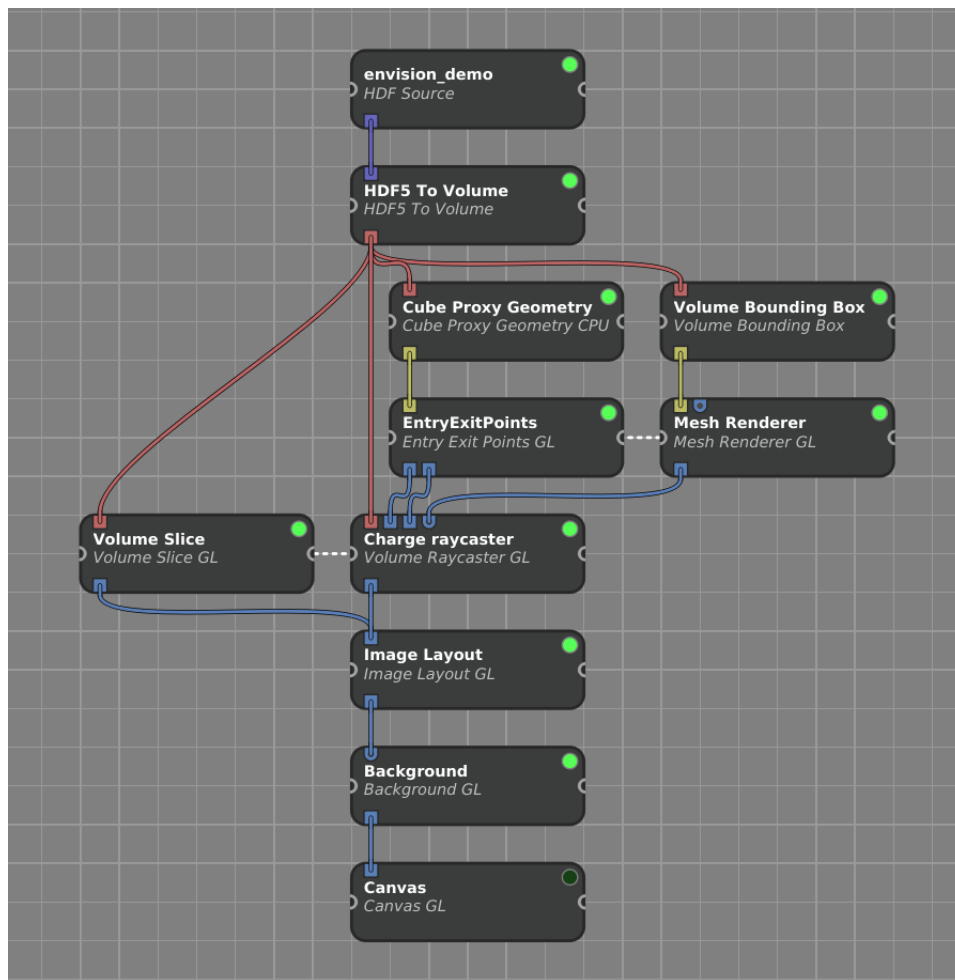 envision_demo
HDF Source
HDF5 To Volume
HDF5 To Volume
Cube Proxy Geometry
Cube Proxy Geometry CPU
Volume Bounding Box
Volume Bounding Box
EntryExitPoints
Entry Exit Points GL
Mesh Renderer
Mesh Renderer GL
Volume Slice
Volume Slice GL
Charge raycaster
Volume Raycaster GL
Image Layout
Image Layout GL
Background
Background GL
Canvas
Canvas GL